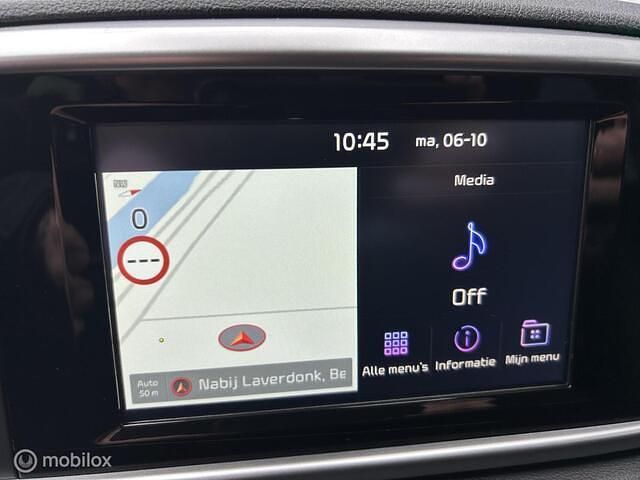 10:45 ma, 06-10
NW
Media
0
---
Off
Alle menu's Informatie Mijn menu
Auto
50 m
Nabij Laverdonk, Be
mobilox